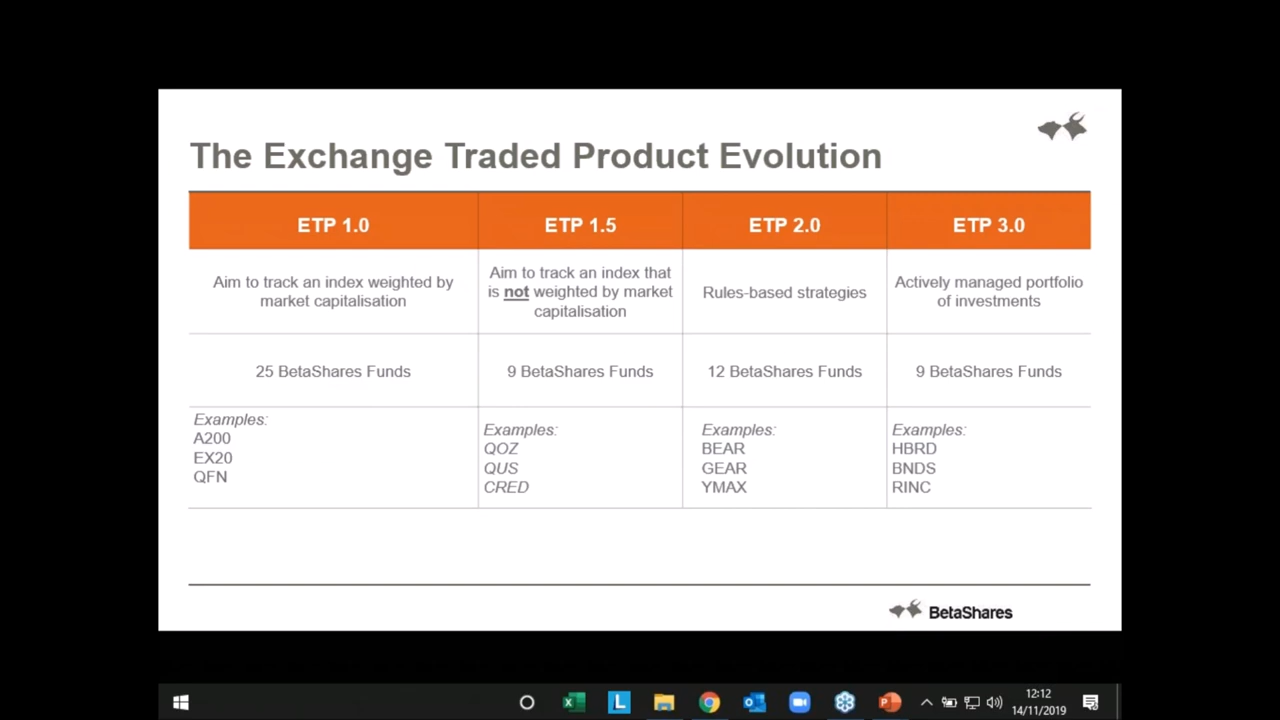 The Exchange Traded Product Evolution
ETP 1.0
ETP 1.5
ETP 2.0
ETP 3.0
Aim to track an index weighted by
market capitalisation
Aim to track an index that
is not weighted by market
capitalisation
Rules-based strategies
Actively managed portfolio
of investments
25 BetaShares Funds
9 BetaShares Funds
12 BetaShares Funds
9 BetaShares Funds
Examples:
A200
EX20
QFN
Examples:
QOZ
QUS
CRED
Examples:
BEAR
GEAR
YMAX
Examples:
HBRD
BNDS
RINC
BetaShares
L
12:12
14/11/2019